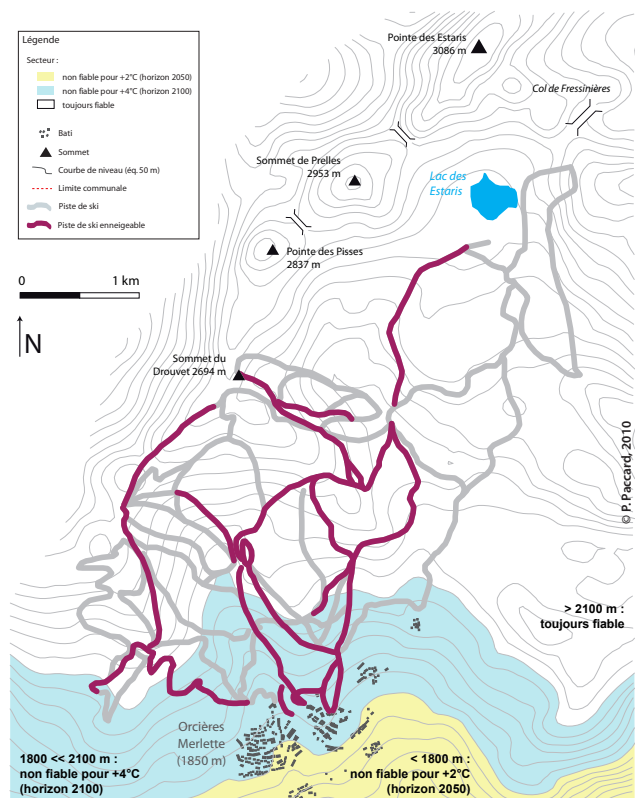 Légende
Secteur :
non fiable pour +2°C (horizon 2050)
non fiable pour +4°C (horizon 2100)
toujours fiable
Bati
Sommet
Courbe de niveau (éq.50 m)
Limite communale
Piste de ski
Piste de ski enneigeable
0
1 km
N
Pointe des Estaris
3086 m
Col de Fressinières
Sommet de Prelles
2953 m
Lac des
Estaris
Pointe des Pisses
2837 m
Sommet du
Drouvet 2694 m
© P. Paccard, 2010
> 2100 m :
toujours fiable
Orcières
Merlette
(1850 m)
1800 << 2100 m :
non fiable pour +4°C
(horizon 2100)
< 1800 m :
non fiable pour +2°C
(horizon 2050)